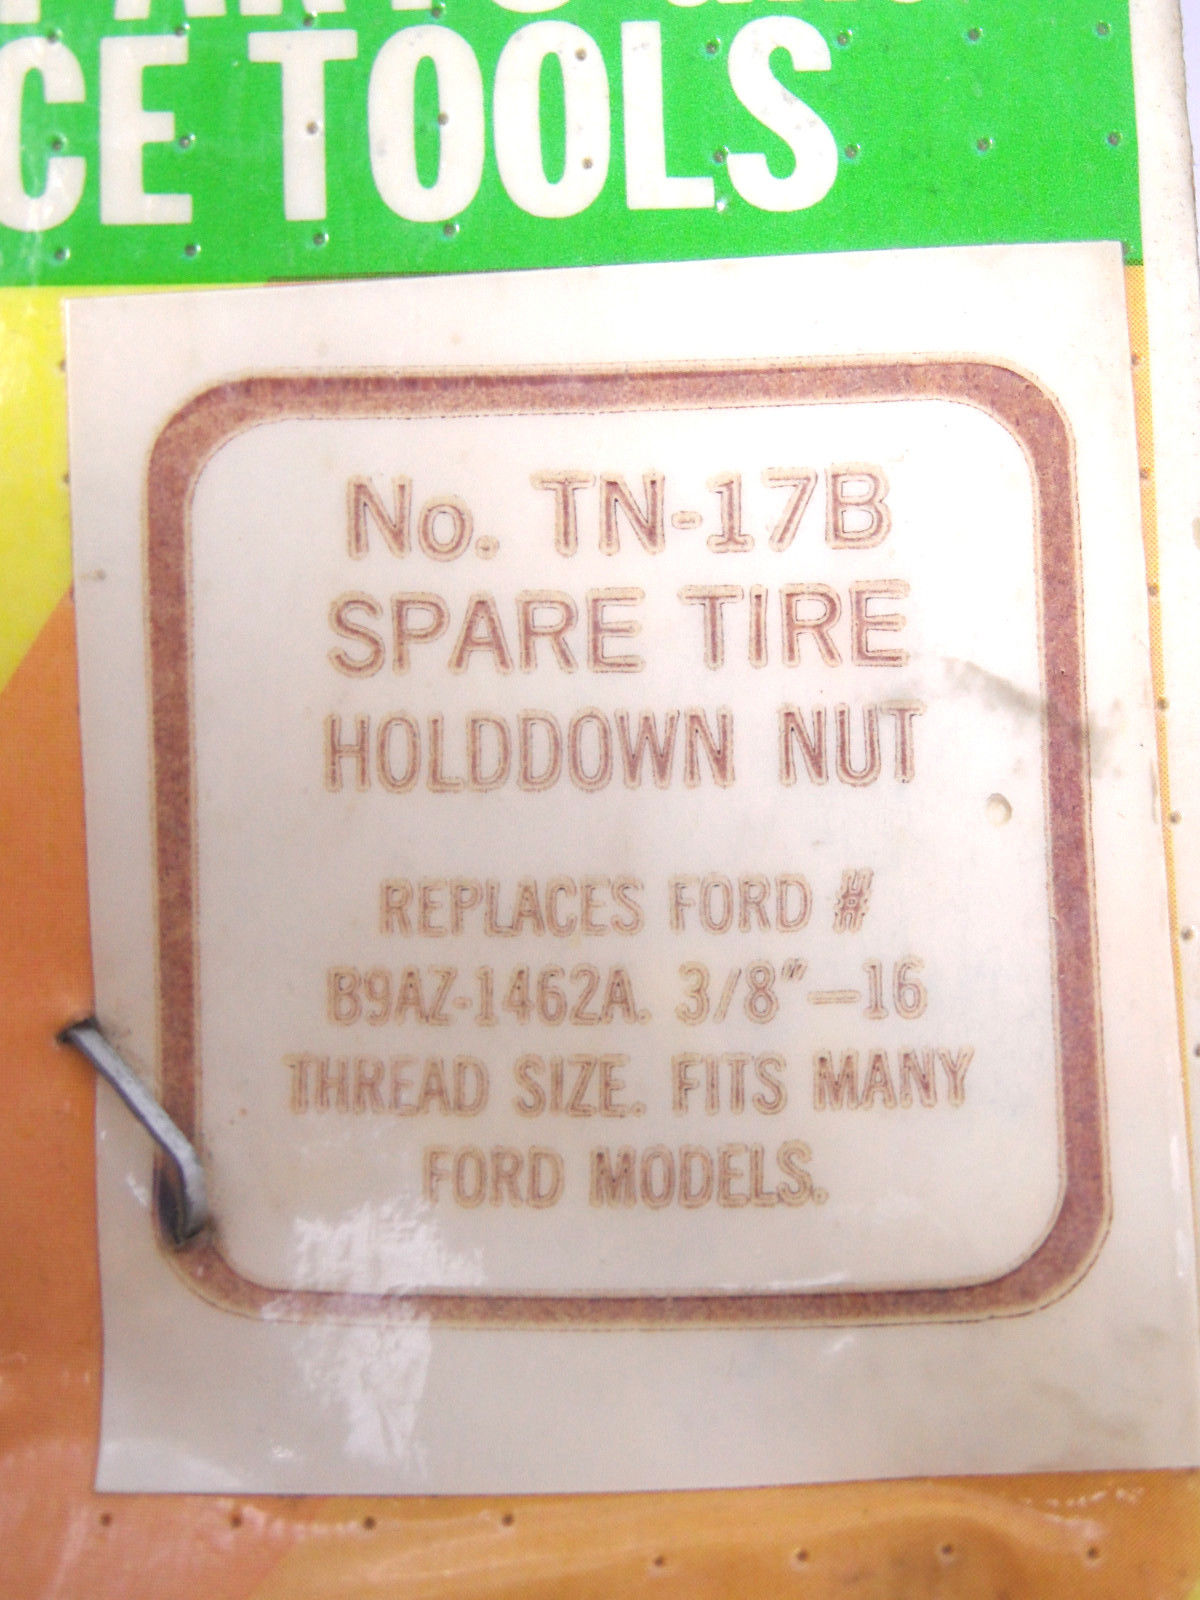 CE TOOLS
No. TN-17B
SPARE TIRE
HOLDDOWN NUT
REPLACES FORD #
B9AZ-1462A. 3/8"—16
THREAD SIZE. FITS MANY
FORD MODELS.